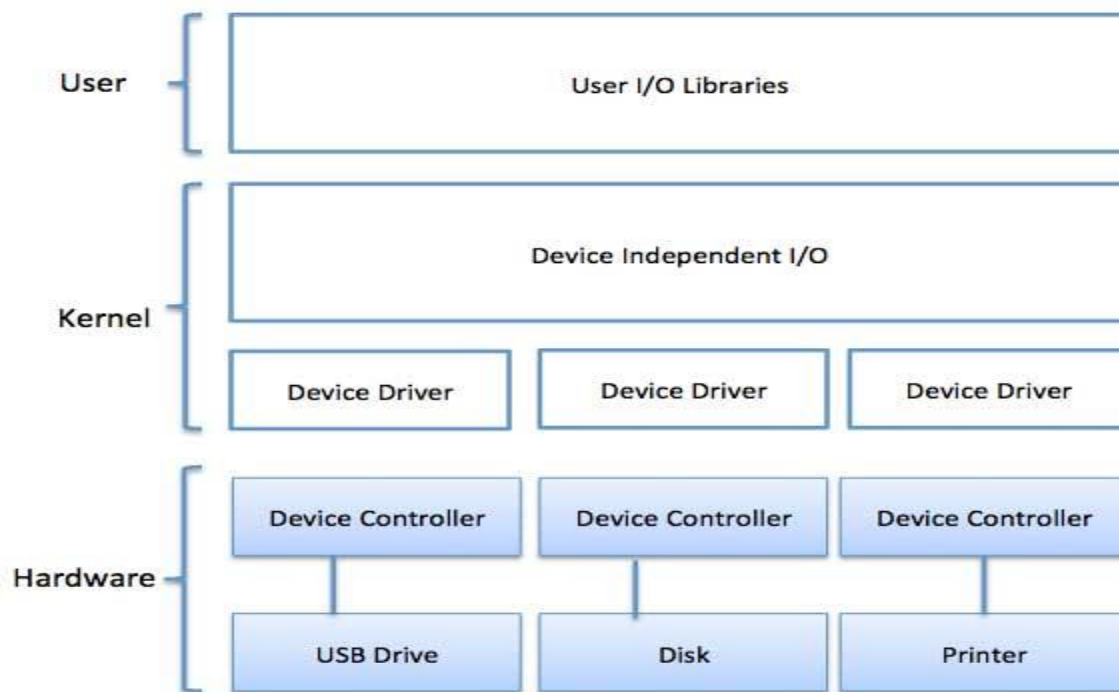 User
User I/O Libraries
Kernel
Device Independent I/O
Device Driver
Device Driver
Device Driver
Hardware
Device Controller
Device Controller
Device Controller
USB Drive
Disk
Printer